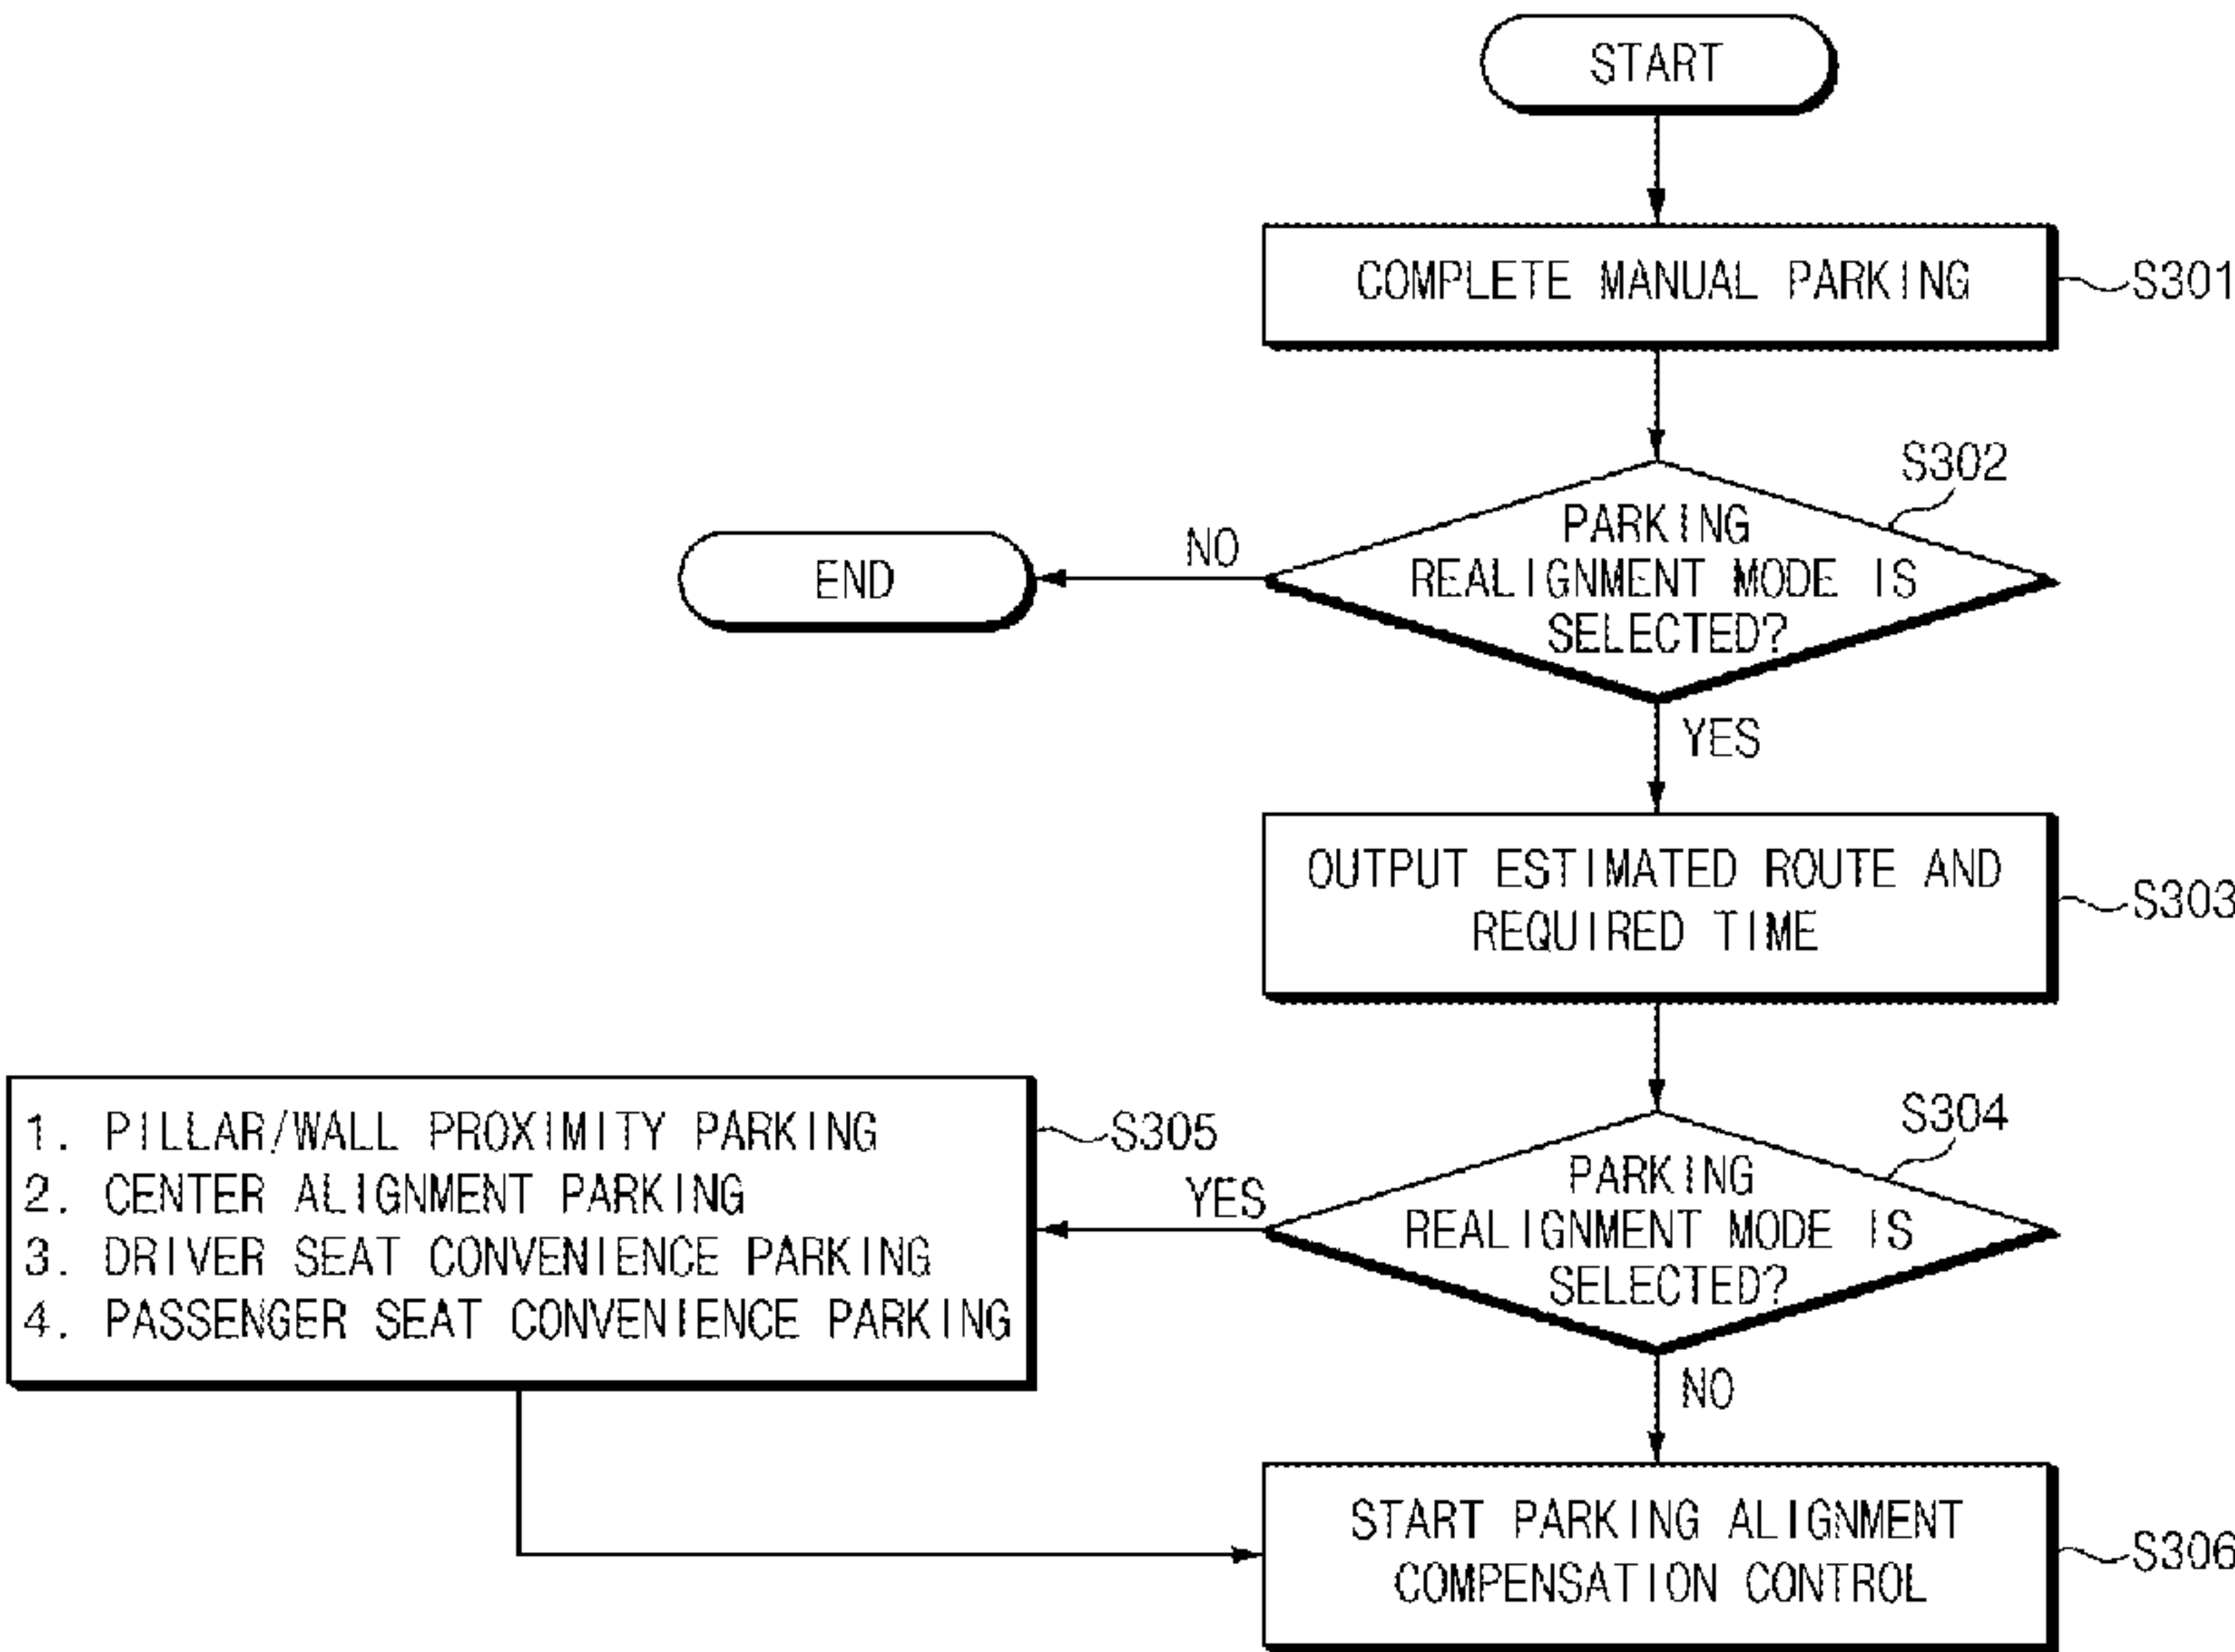 START
COMPLETE MANUAL PARKING
S301
S302
PARKING
REALIGNMENT MODE IS
SELECTED?
NO
END
YES
OUTPUT ESTIMATED ROUTE AND
REQUIRED TIME
S303
S304
PARKING
REALIGNMENT MODE IS
SELECTED?
YES
S305
1. PILLAR/WALL PROXIMITY PARKING
2. CENTER ALIGNMENT PARKING
3. DRIVER SEAT CONVENIENCE PARKING
4. PASSENGER SEAT CONVENIENCE PARKING
NO
START PARKING ALIGNMENT
COMPENSATION CONTROL
S306